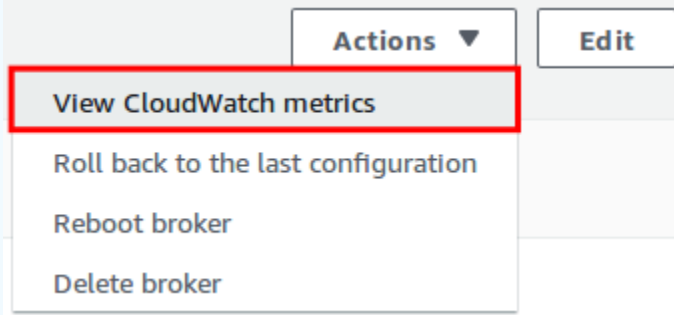 Actions ▼ Edit
View CloudWatch metrics
Roll back to the last configuration
Reboot broker
Delete broker